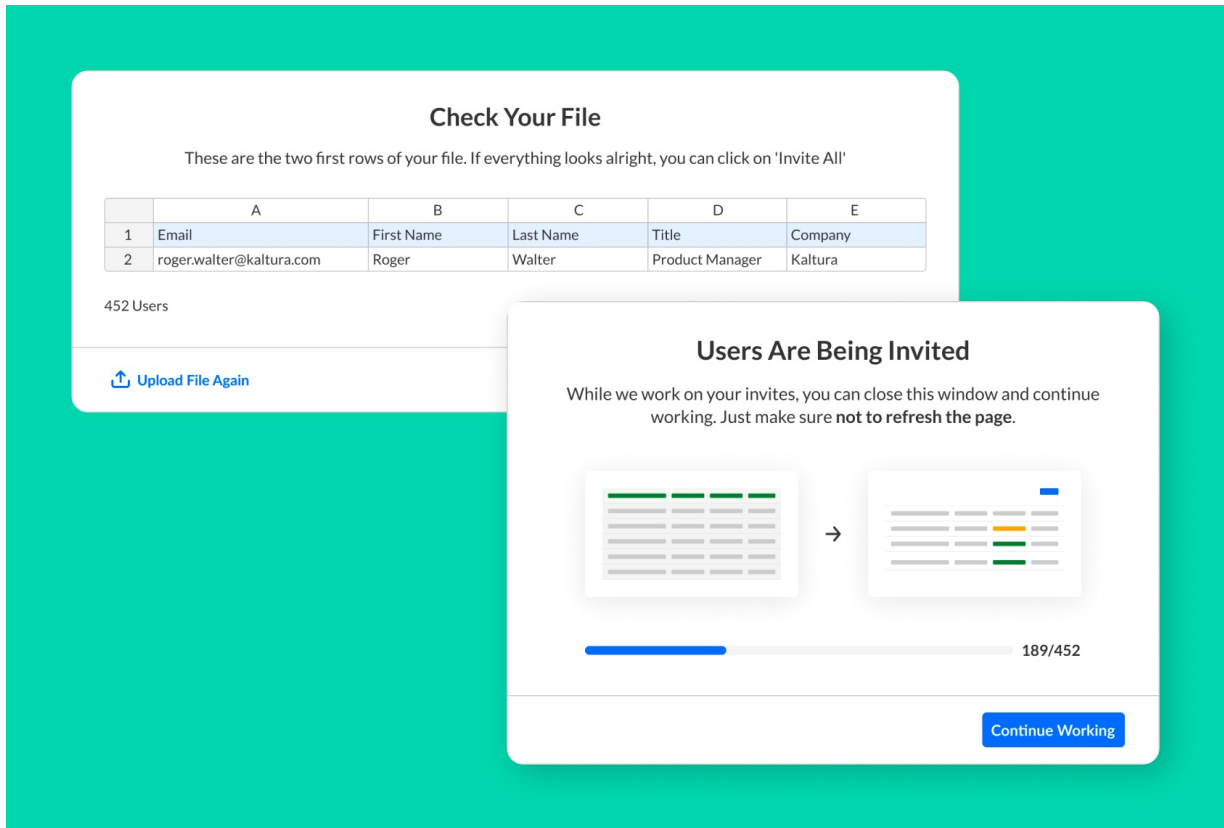 Check Your File
These are the two first rows of your file. If everything looks alright, you can click on 'Invite All'
A B C D E
1 Email First Name Last Name Title Company
2 roger.walter@kaltura.com Roger Walter Product Manager Kaltura
452 Users
Upload File Again
Users Are Being Invited
While we work on your invites, you can close this window and continue
working. Just make sure not to refresh the page.
189/452
Continue Working